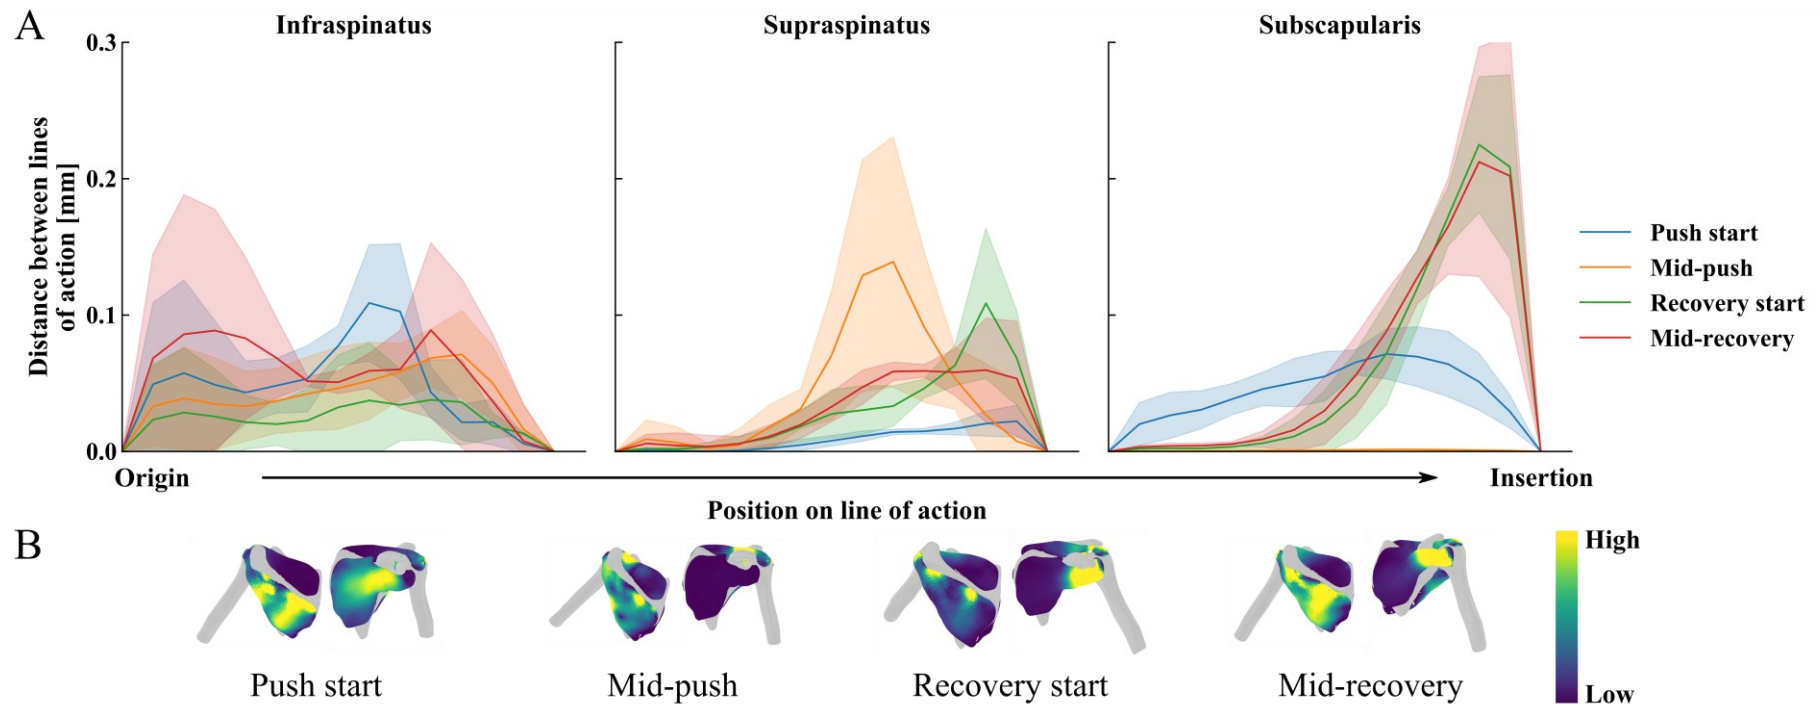 A
Infraspinatus
Supraspinatus
Subscapularis
Distance between lines
of action [mm]
0.3
0.2
0.1
0.0
Push start
Mid-push
Recovery start
Mid-recovery
Origin
Insertion
Position on line of action
B
High
Low
Push start
Mid-push
Recovery start
Mid-recovery